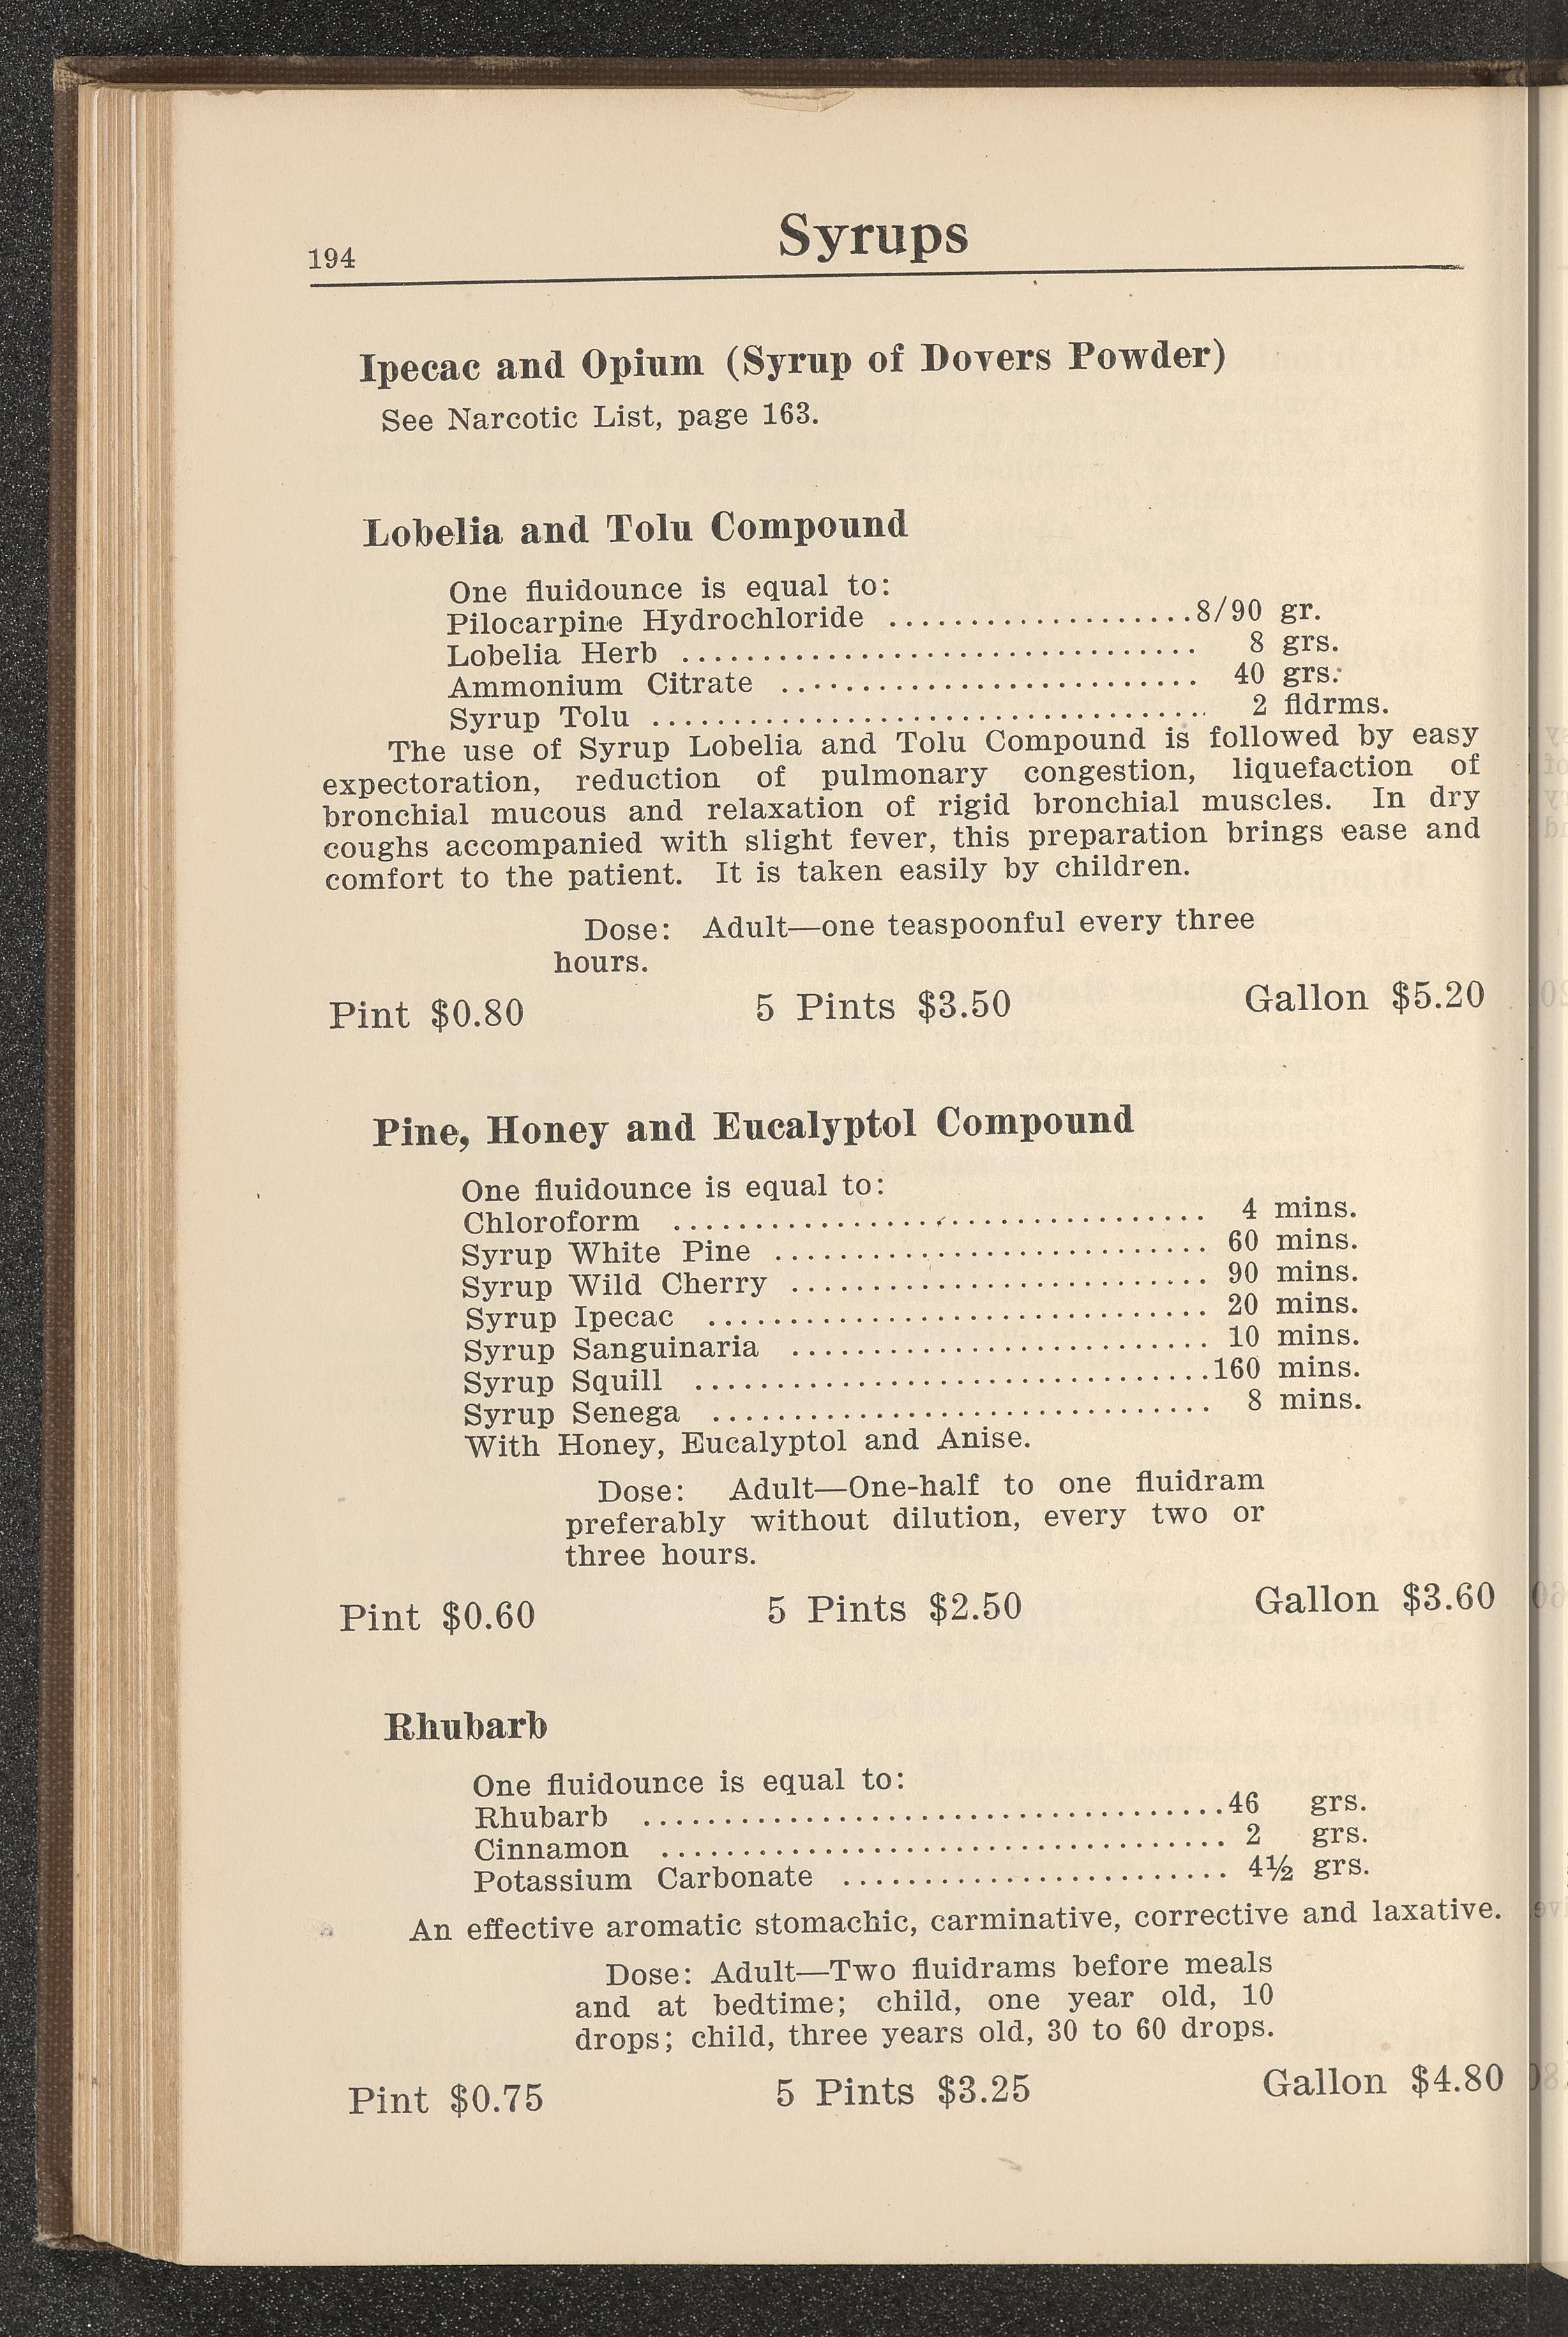 194
Syrups
Ipecac and Opium (Syrup of Dovers Powder)
See Narcotic List, page 163.
Lobelia and Tolu Compound
One fluidounce is equal to:
Pilocarpine Hydrochloride ...................8/90 gr.
Lobelia Herb ................................ 8 grs.
Ammonium Citrate .......................... 40 grs.
Syrup Tolu .................................. 2 fldrms.
The use of Syrup Lobelia and Tolu Compound is followed by easy
expectoration, reduction of pulmonary congestion, liquefaction of
bronchial mucous and relaxation of rigid bronchial muscles. In dry
coughs accompanied with slight fever, this preparation brings ease and
comfort to the patient. It is taken easily by children.
Dose: Adult—one teaspoonful every three
hours.
Pint $0.80 5 Pints $3.50 Gallon $5.20
Pine, Honey and Eucalyptol Compound
One fluidounce is equal to:
Chloroform ................................. 4 mins.
Syrup White Pine ........................... 60 mins.
Syrup Wild Cherry .......................... 90 mins.
Syrup Ipecac ............................... 20 mins.
Syrup Sanguinaria .......................... 10 mins.
Syrup Squill ................................160 mins.
Syrup Senega ............................... 8 mins.
With Honey, Eucalyptol and Anise.
Dose: Adult—One-half to one fluidram
preferably without dilution, every two or
three hours.
Pint $0.60 5 Pints $2.50 Gallon $3.60
Rhubarb
One fluidounce is equal to:
Rhubarb ....................................46 grs.
Cinnamon ................................... 2 grs.
Potassium Carbonate ........................ 4½ grs.
An effective aromatic stomachic, carminative, corrective and laxative.
Dose: Adult—Two fluidrams before meals
and at bedtime; child, one year old, 10
drops; child, three years old, 30 to 60 drops.
Pint $0.75 5 Pints $3.25 Gallon $4.80